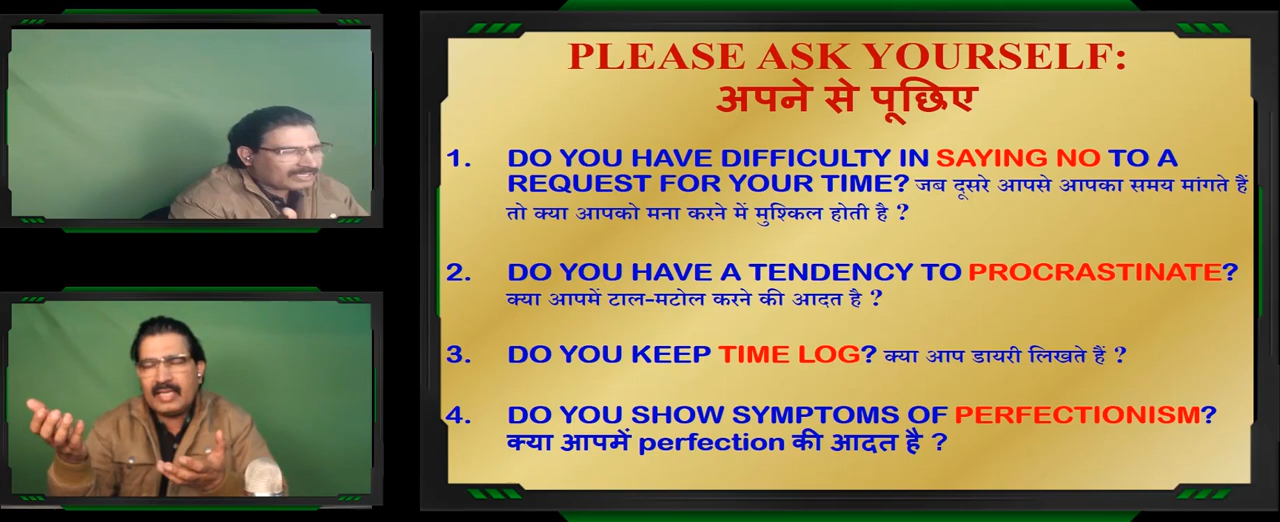 PLEASE ASK YOURSELF:
अपने से पूछिए
1. DO YOU HAVE DIFFICULTY IN SAYING NO TO A
REQUEST FOR YOUR TIME? जब दूसरे आपसे आपका समय मांगते हैं
तो क्या आपको मना करने में मुश्किल होती है ?
2. DO YOU HAVE A TENDENCY TO PROCRASTINATE?
क्या आपमें टाल-मटोल करने की आदत है ?
3. DO YOU KEEP TIME LOG? क्या आप डायरी लिखते हैं ?
4. DO YOU SHOW SYMPTOMS OF PERFECTIONISM?
क्या आपमें perfection की आदत है ?